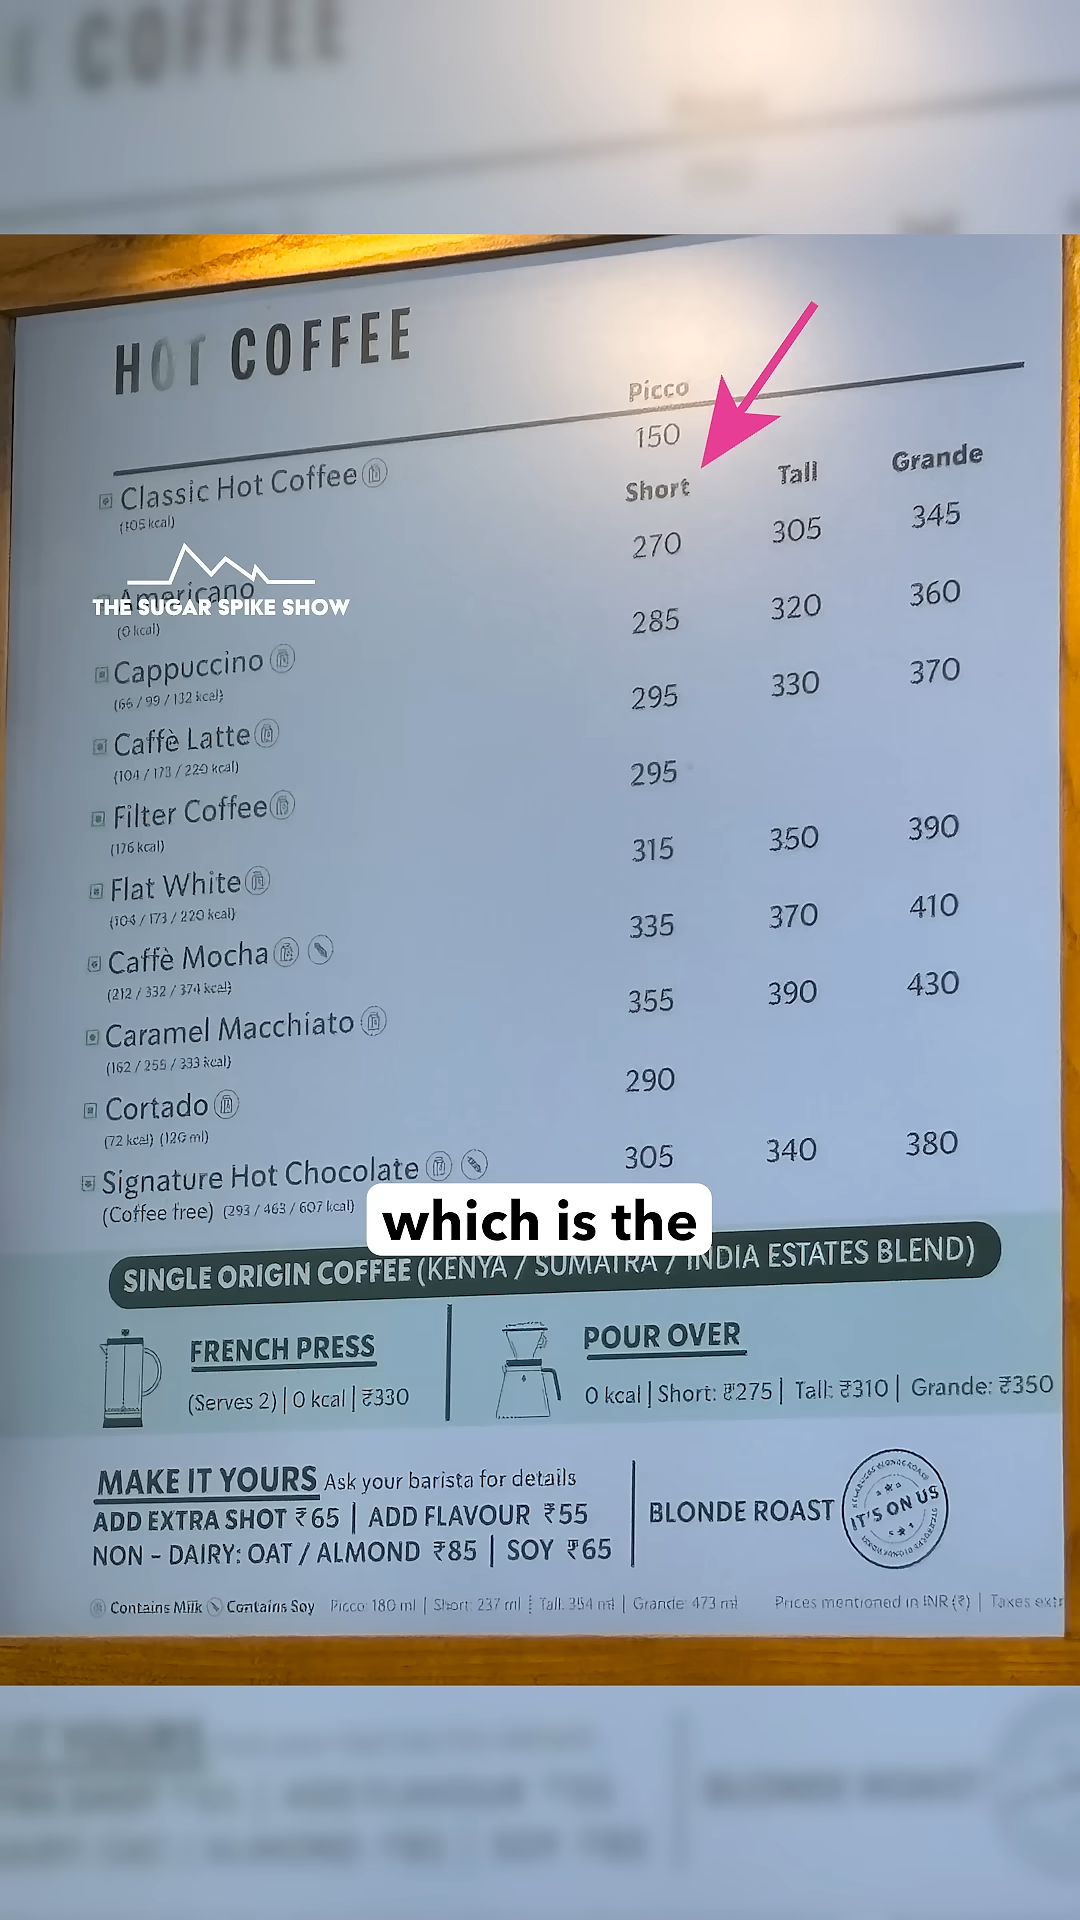 COFFEE
HOT COFFEE
Picco
Classic Hot Coffee 150
(105 kcal)
Short Tall Grande
Americano 270 305 345
(0 kcal)
THE SUGAR SPIKE SHOW
Cappuccino 285 320 360
(66 / 99 / 132 kcal)
Caffè Latte 295 330 370
(104 / 173 / 220 kcal)
Filter Coffee 295
(176 kcal)
Flat White 315 350 390
(104 / 173 / 220 kcal)
Caffè Mocha 335 370 410
(212 / 332 / 374 kcal)
Caramel Macchiato 355 390 430
(162 / 255 / 333 kcal)
Cortado 290
(72 kcal) (120 ml)
Signature Hot Chocolate 305 340 380
(Coffee free) (293 / 463 / 607 kcal)
which is the
SINGLE ORIGIN COFFEE (KENYA / SUMATRA / INDIA ESTATES BLEND)
FRENCH PRESS
(Serves 2) | 0 kcal | ₹330
POUR OVER
0 kcal | Short: ₹275 | Tall: ₹310 | Grande: ₹350
MAKE IT YOURS Ask your barista for details
ADD EXTRA SHOT ₹65 | ADD FLAVOUR ₹55
NON - DAIRY: OAT / ALMOND ₹85 | SOY ₹65
BLONDE ROAST
IT'S ON US
Contains Milk Contains Soy Picco: 180 ml | Short: 237 ml | Tall: 354 ml | Grande: 473 ml Prices mentioned in INR (₹) | Taxes